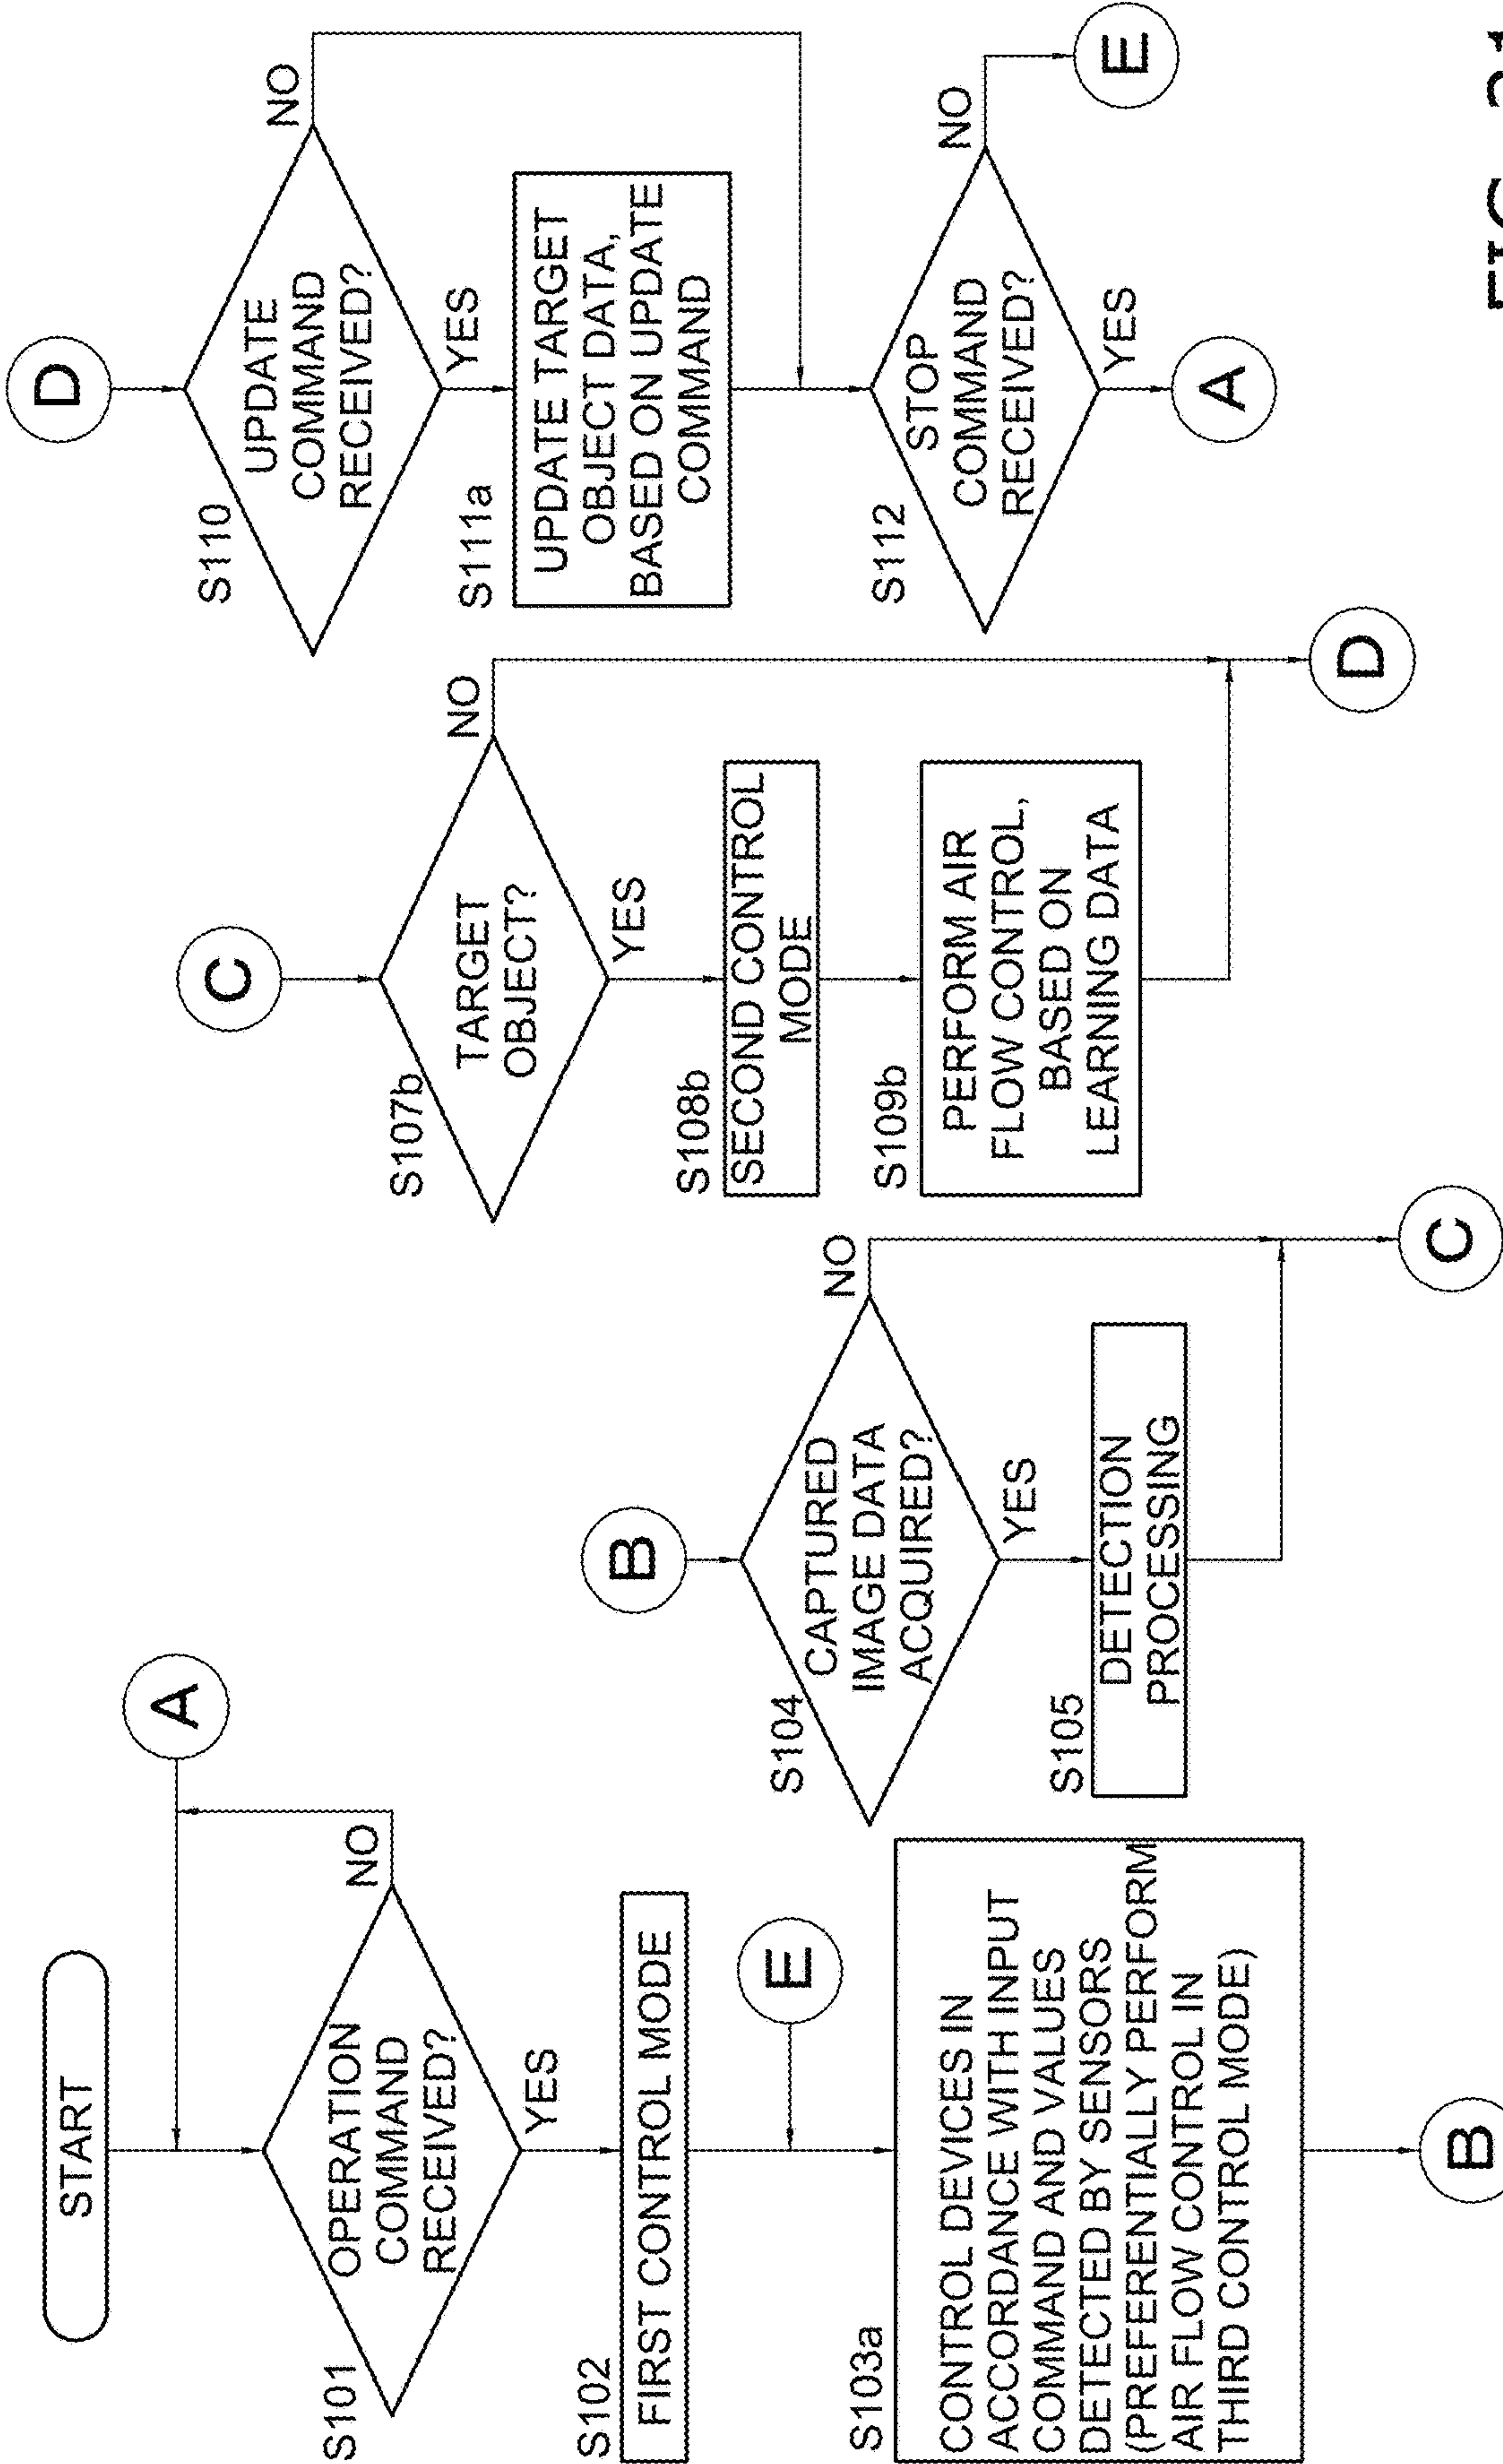 START
A
S101
OPERATION
COMMAND
RECEIVED?
NO
YES
S102
FIRST CONTROL MODE
E
S103a
CONTROL DEVICES IN
ACCORDANCE WITH INPUT
COMMAND AND VALUES
DETECTED BY SENSORS
(PREFERENTIALLY PERFORM
AIR FLOW CONTROL IN
THIRD CONTROL MODE)
B
B
S104
CAPTURED
IMAGE DATA
ACQUIRED?
NO
YES
S105
DETECTION
PROCESSING
C
C
S107b
TARGET
OBJECT?
NO
YES
S108b
SECOND CONTROL
MODE
S109b
PERFORM AIR
FLOW CONTROL,
BASED ON
LEARNING DATA
D
D
S110
UPDATE
COMMAND
RECEIVED?
NO
YES
S111a
UPDATE TARGET
OBJECT DATA,
BASED ON UPDATE
COMMAND
S112
STOP
COMMAND
RECEIVED?
NO
E
YES
A